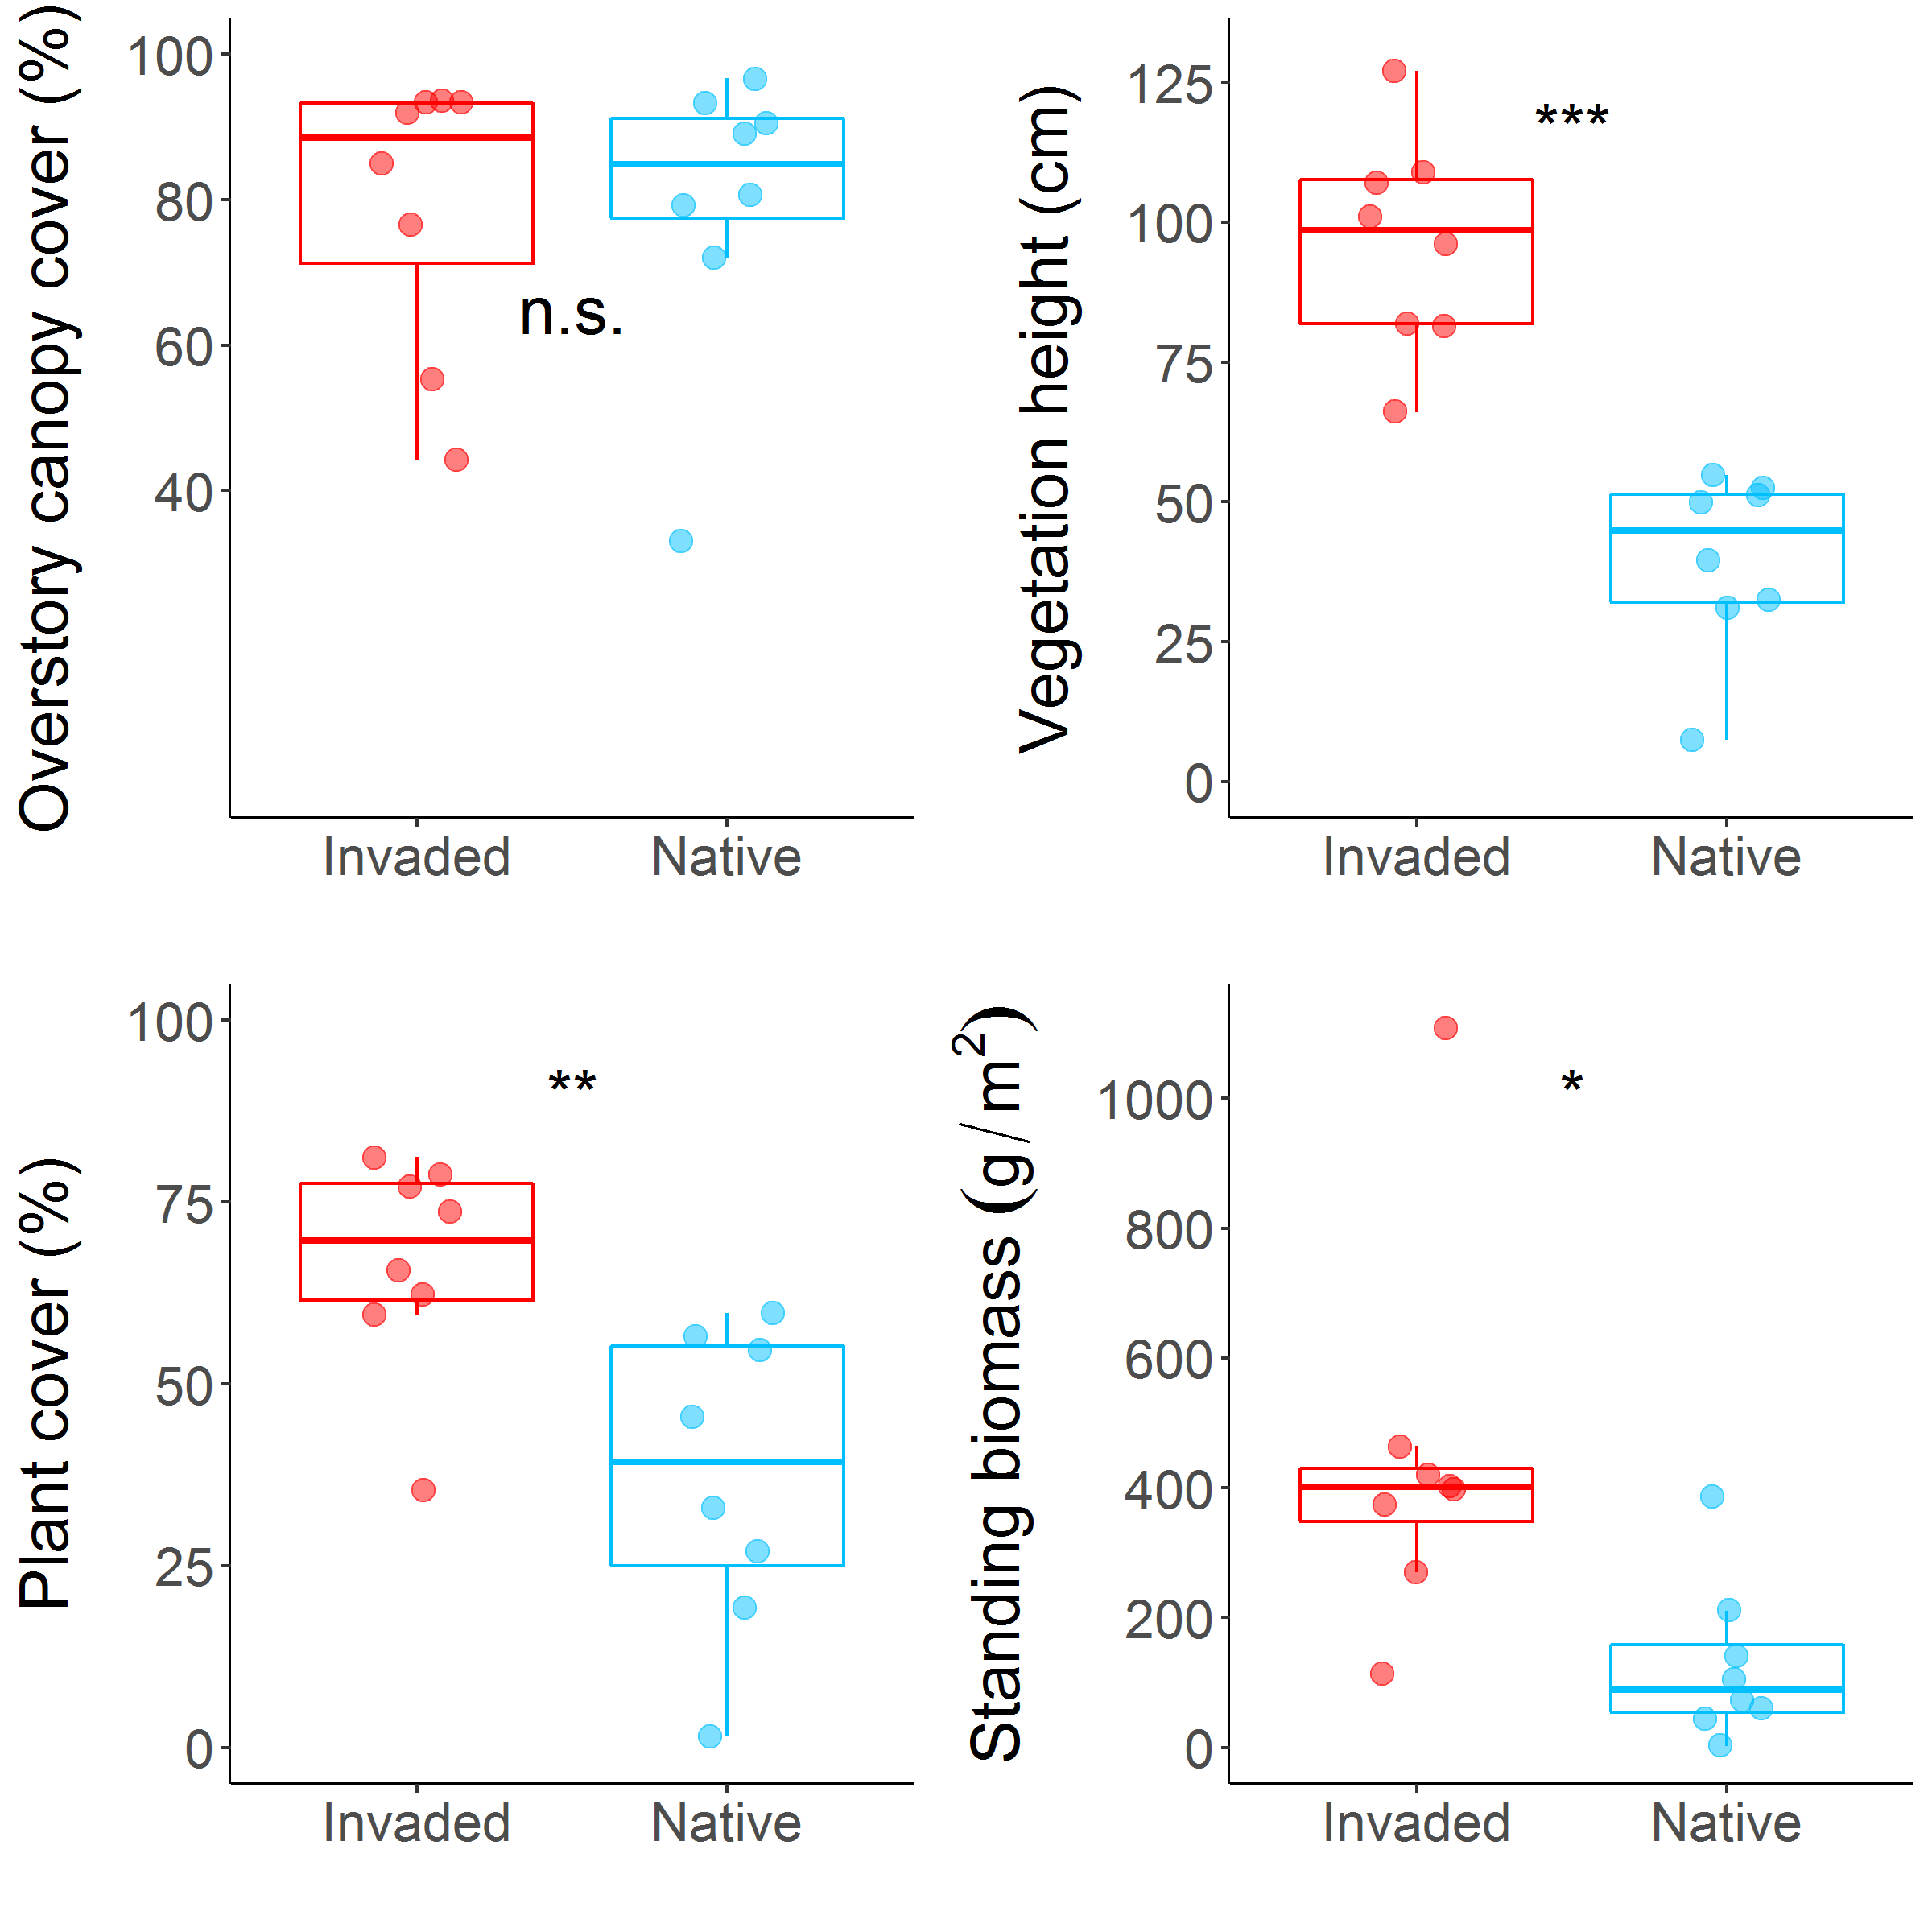 Overstory canopy cover (%)
100
80
60
40
n.s.
Invaded
Native
Vegetation height (cm)
125
100
75
50
25
0
***
Invaded
Native
Plant cover (%)
100
75
50
25
0
**
Invaded
Native
Standing biomass (g/m²)
1000
800
600
400
200
0
*
Invaded
Native